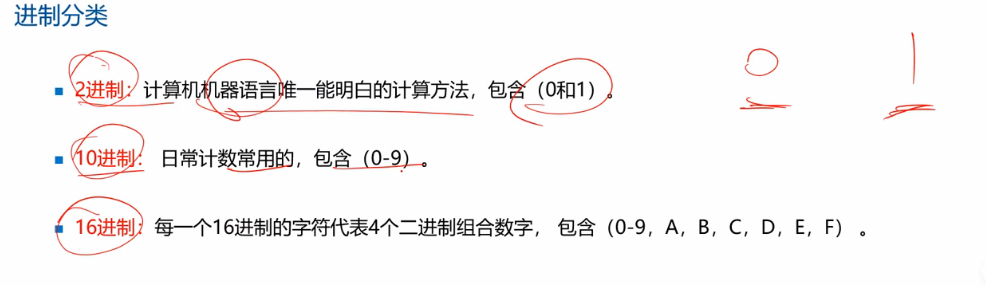 进制分类
2进制：计算机机器语言唯一能明白的计算方法，包含（0和1）。
0 1
10进制： 日常计数常用的，包含（0-9）。
16进制：每一个16进制的字符代表4个二进制组合数字， 包含（0-9，A，B，C，D，E，F） 。